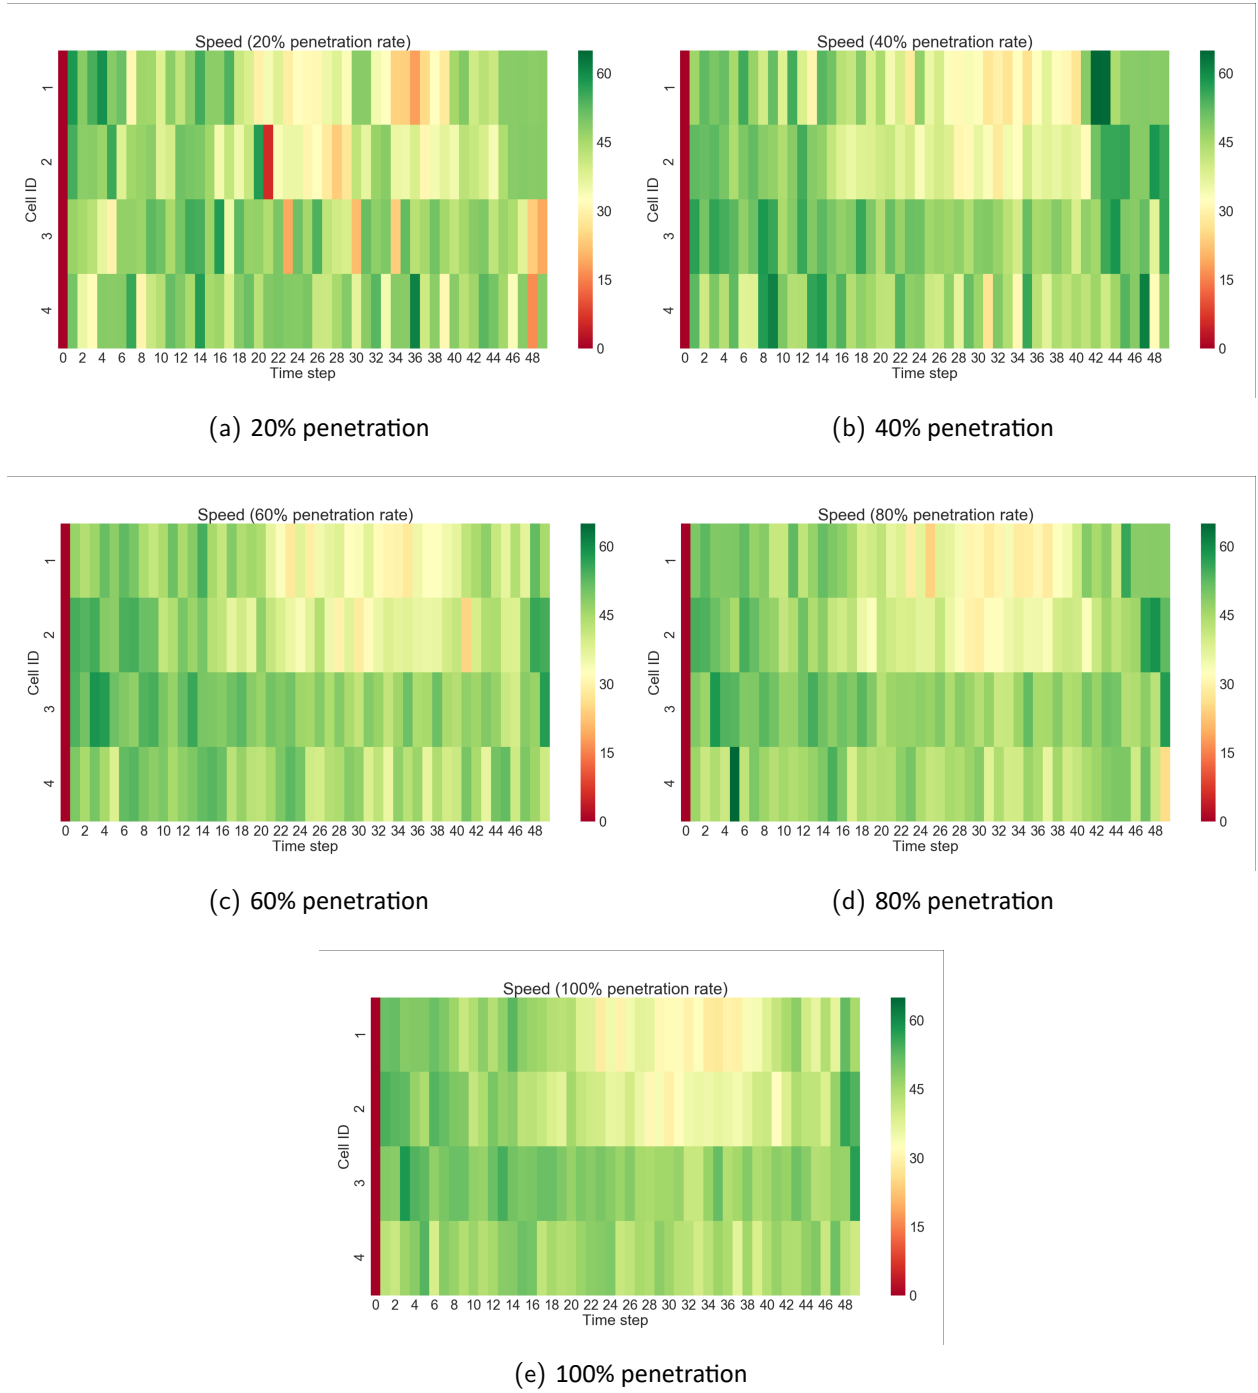 Speed (20% penetration rate)
Cell ID
1
2
3
4
0 2 4 6 8 10 12 14 16 18 20 22 24 26 28 30 32 34 36 38 40 42 44 46 48
Time step
60
45
30
15
0
(a) 20% penetration
Speed (40% penetration rate)
Cell ID
1
2
3
4
0 2 4 6 8 10 12 14 16 18 20 22 24 26 28 30 32 34 36 38 40 42 44 46 48
Time step
60
45
30
15
0
(b) 40% penetration
Speed (60% penetration rate)
Cell ID
1
2
3
4
0 2 4 6 8 10 12 14 16 18 20 22 24 26 28 30 32 34 36 38 40 42 44 46 48
Time step
60
45
30
15
0
(c) 60% penetration
Speed (80% penetration rate)
Cell ID
1
2
3
4
0 2 4 6 8 10 12 14 16 18 20 22 24 26 28 30 32 34 36 38 40 42 44 46 48
Time step
60
45
30
15
0
(d) 80% penetration
Speed (100% penetration rate)
Cell ID
1
2
3
4
0 2 4 6 8 10 12 14 16 18 20 22 24 26 28 30 32 34 36 38 40 42 44 46 48
Time step
60
45
30
15
0
(e) 100% penetration